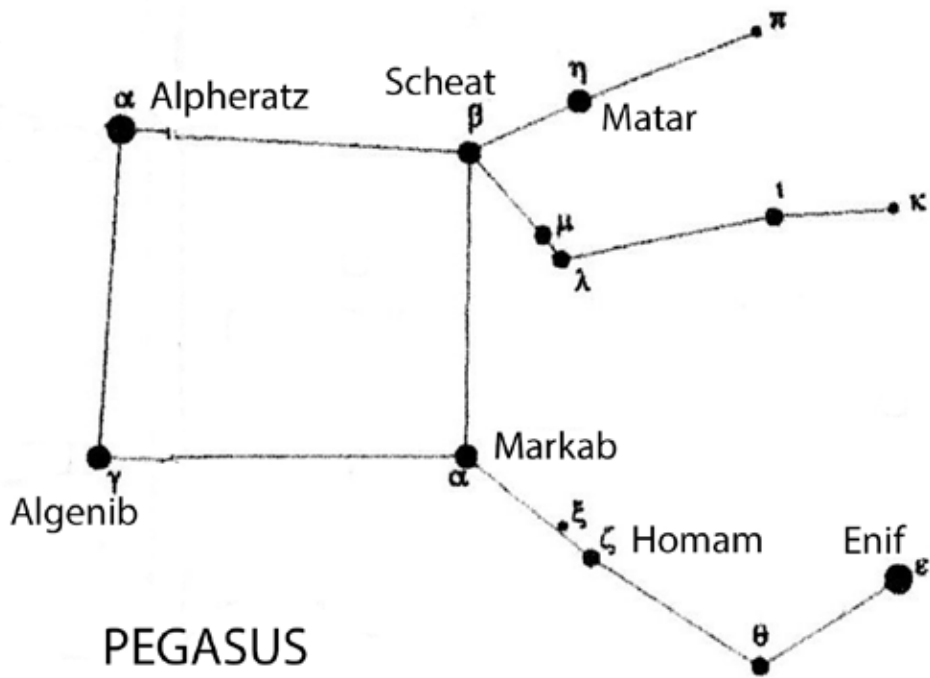 π
η
Scheat
α Alpheratz
β
Matar
ι
κ
μ
λ
Markab
γ
α
Algenib
ξ
ζ Homam
Enif
ε
θ
PEGASUS